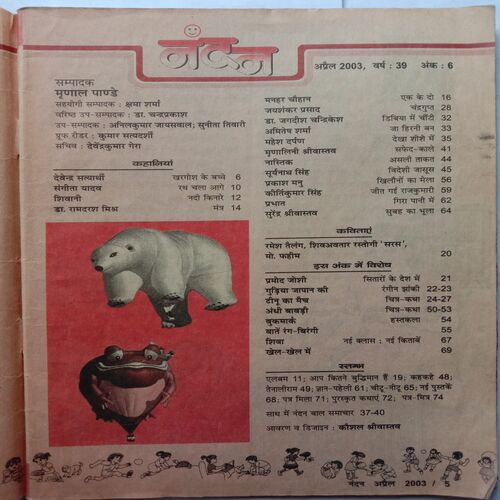 नंदन
अप्रैल 2003, वर्ष : 39 अंक : 6
सम्पादक
मृणाल पाण्डे
सहयोगी सम्पादक : क्षमा शर्मा
वरिष्ठ उप-सम्पादक : डा. चन्द्रप्रकाश
उप-सम्पादक : अनिलकुमार जायसवाल; सुनीता तिवारी
प्रूफ रीडर : कुमार सत्यदर्शी
सचिव : देवेंद्रकुमार गेरा
कहानियां
देवेन्द्र सत्यार्थी खरगोश के बच्चे 6
संगीता यादव रथ चला आगे 10
शिवानी नदी किनारे 12
डा. रामदरश मिश्र मंत्र 14
मनहर चौहान एक के दो 16
जयशंकर प्रसाद चंद्रगुप्त 28
डा. जगदीश चन्द्रिकेश डिबिया में चींटी 32
अमितेष शर्मा जा हिरनी बन 33
महेश दर्पण देखा शीशे में 35
मृणालिनी श्रीवास्तव सफेद-काले 41
नास्तिक असली ताकत 44
सूर्यनाथ सिंह विदेशी जासूस 45
प्रकाश मनु खिलौनों का मेला 56
कीर्तिकुमार सिंह जीत गई राजकुमारी 59
प्रभात गिरा पानी में 62
सुरेंद्र श्रीवास्तव सुबह का भूला 64
कविताएं
रमेश तैलंग, शिवअवतार रस्तोगी 'सरस',
मो. फहीम 20
इस अंक में विशेष
प्रमोद जोशी सितारों के देश में 21
गुड़िया जापान की रंगीन झांकी 22-23
टीनू का मैच चित्र-कथा 24-27
अंधी बावड़ी चित्र-कथा 50-53
बुकमार्क हस्तकला 54
बातें रंग-बिरंगी 55
शिबा नई क्लास : नई किताबें 67
खेल-खेल में 69
स्तम्भ
एलबम 11; आप कितने बुद्धिमान हैं 19; कहकहे 48;
तेनालीराम 49; ज्ञान-पहेली 61; चीटू-नीटू 65; नई पुस्तकें
68; पत्र मिला 71; पुरस्कृत कथाएं 72; पत्र-मित्र 74
साथ में नंदन बाल समाचार 37-40
आवरण व डिजाइन : कौशल श्रीवास्तव
नंदन अप्रैल 2003 / 5